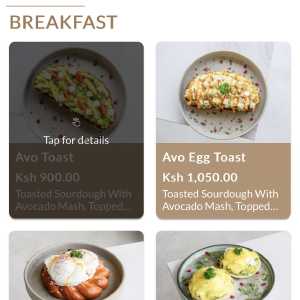 BREAKFAST
Tap for details
Avo Toast
Ksh 900.00
Toasted Sourdough With
Avocado Mash, Topped...
Avo Egg Toast
Ksh 1,050.00
Toasted Sourdough With
Avocado Mash, Topped...